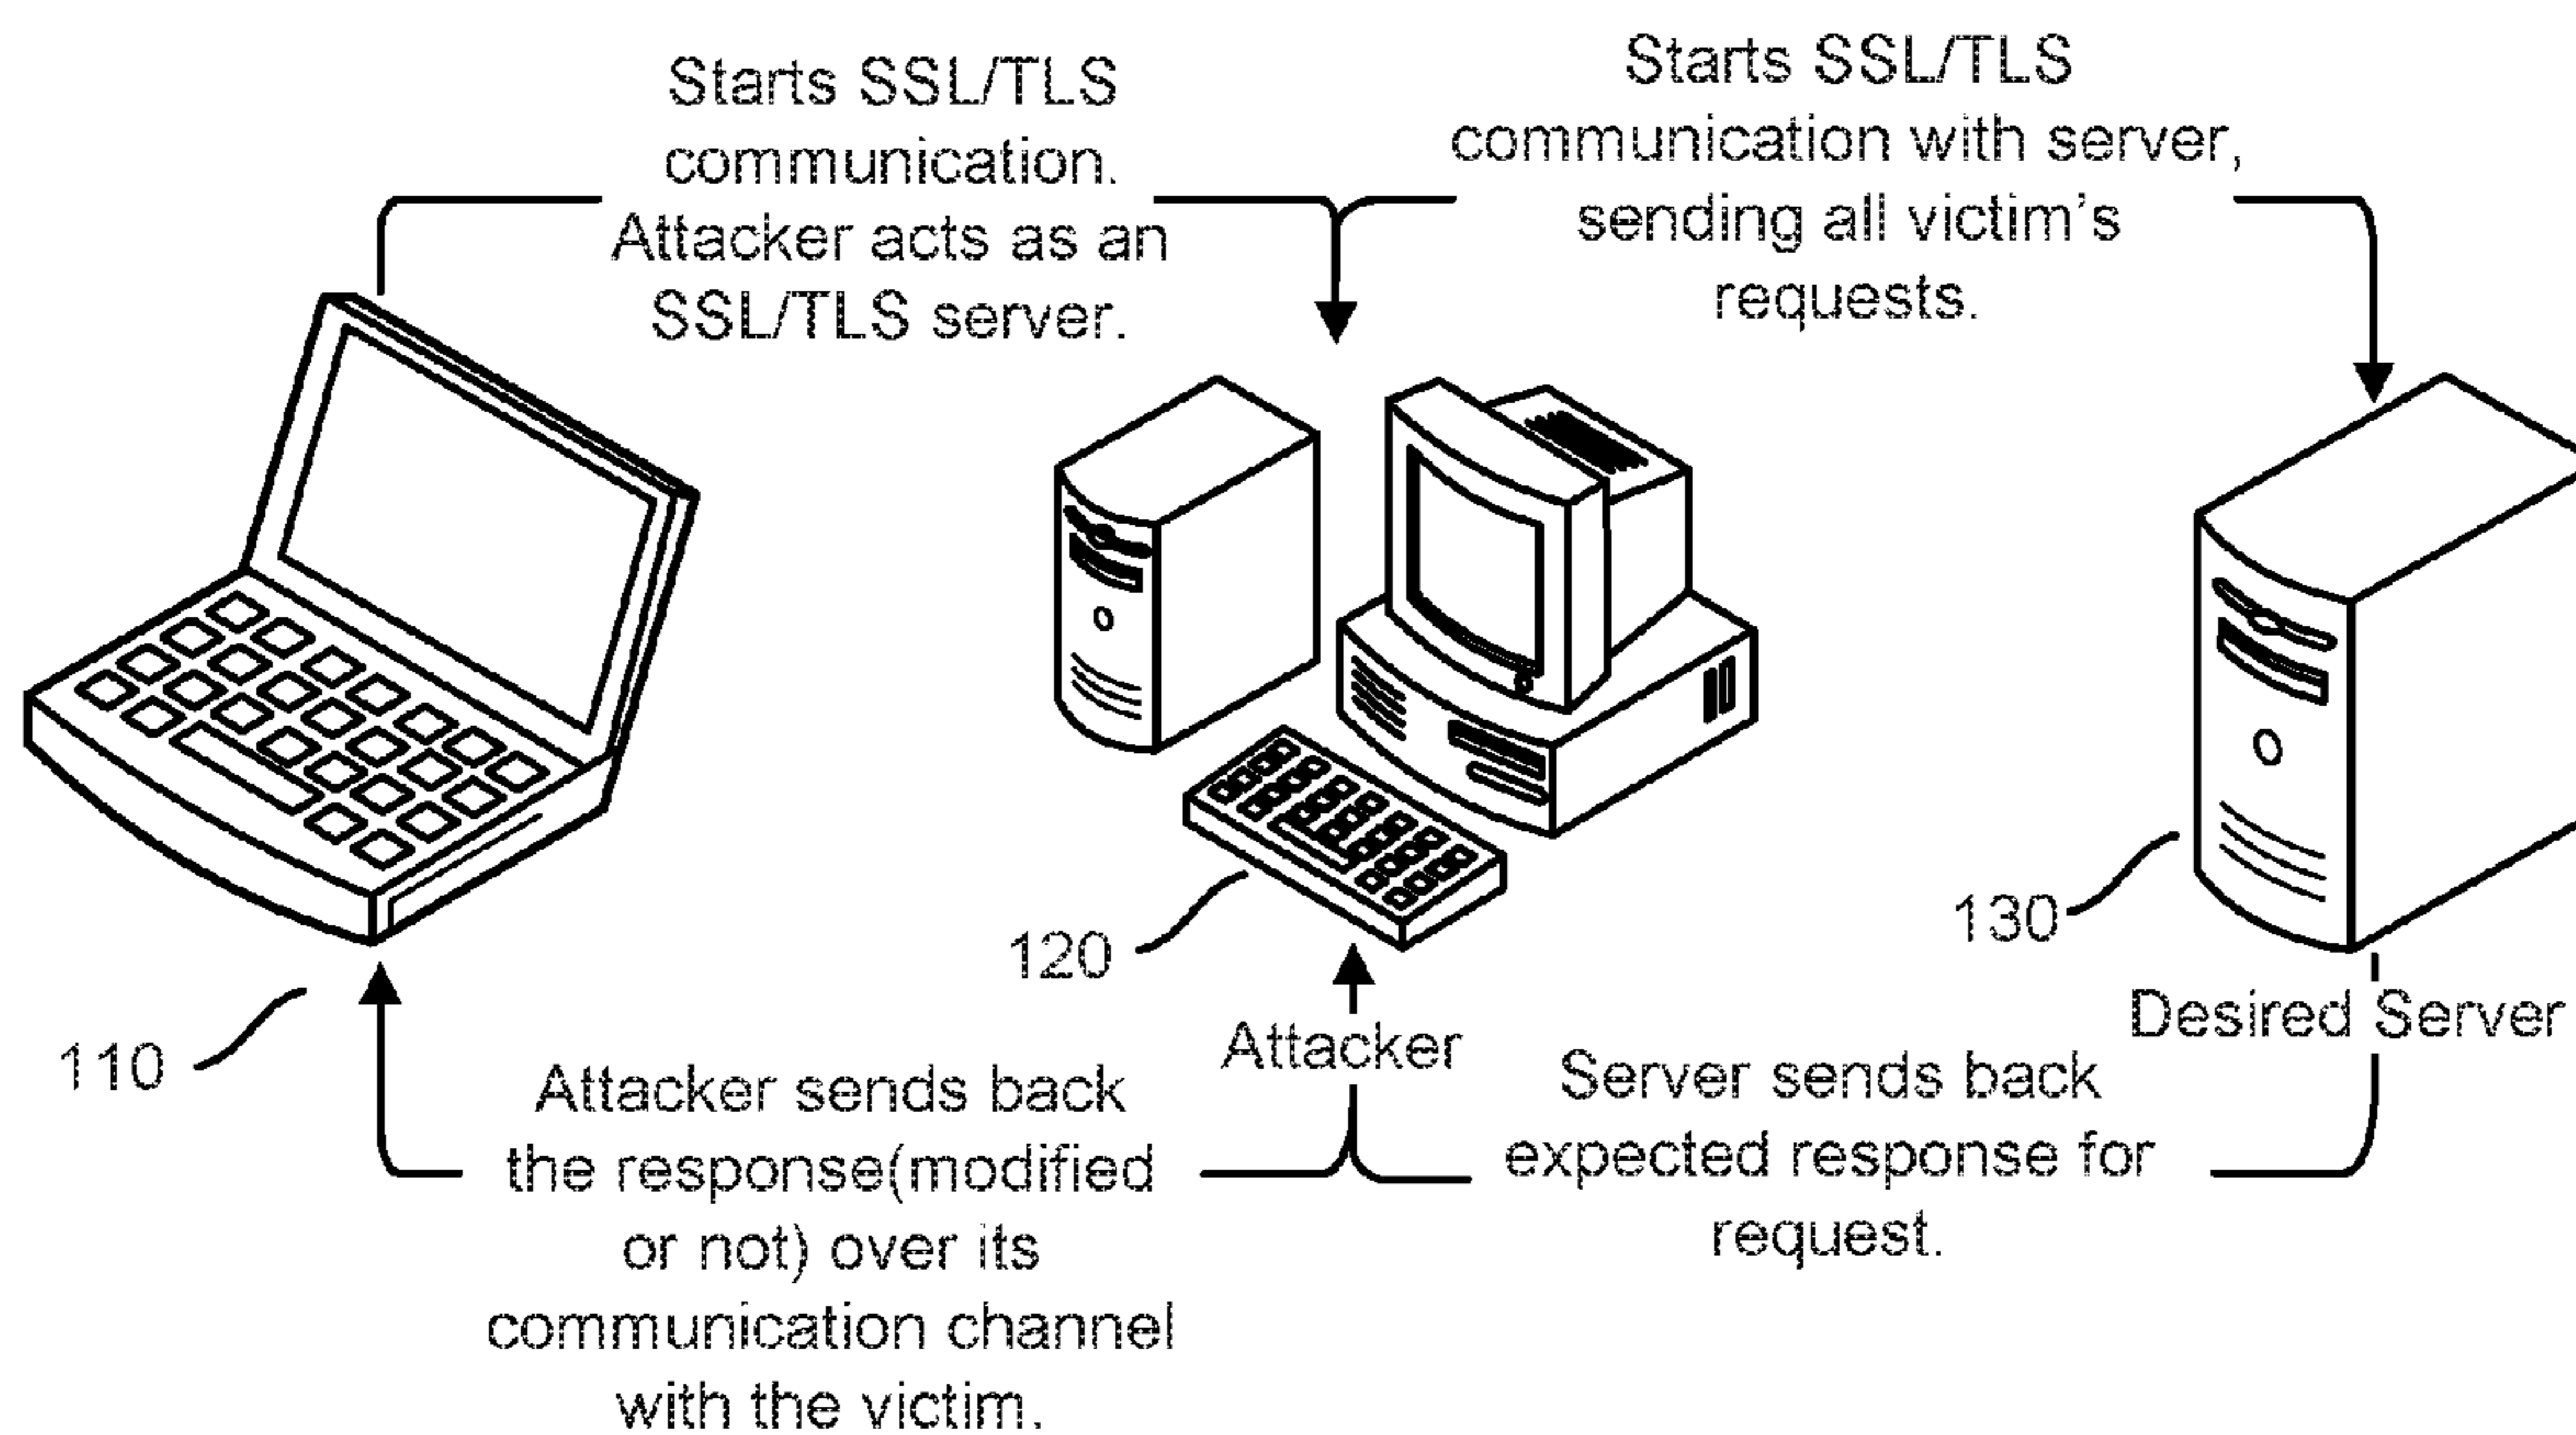 Starts SSL/TLS
communication.
Attacker acts as an
SSL/TLS server.
Starts SSL/TLS
communication with server,
sending all victim's
requests.
110
120
130
Attacker
Desired Server
Attacker sends back
the response(modified
or not) over its
communication channel
with the victim.
Server sends back
expected response for
request.